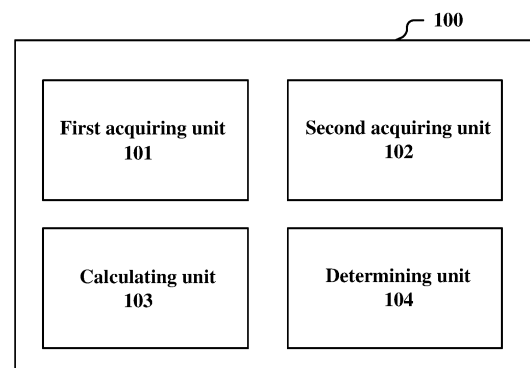 100
First acquiring unit
101
Second acquiring unit
102
Calculating unit
103
Determining unit
104